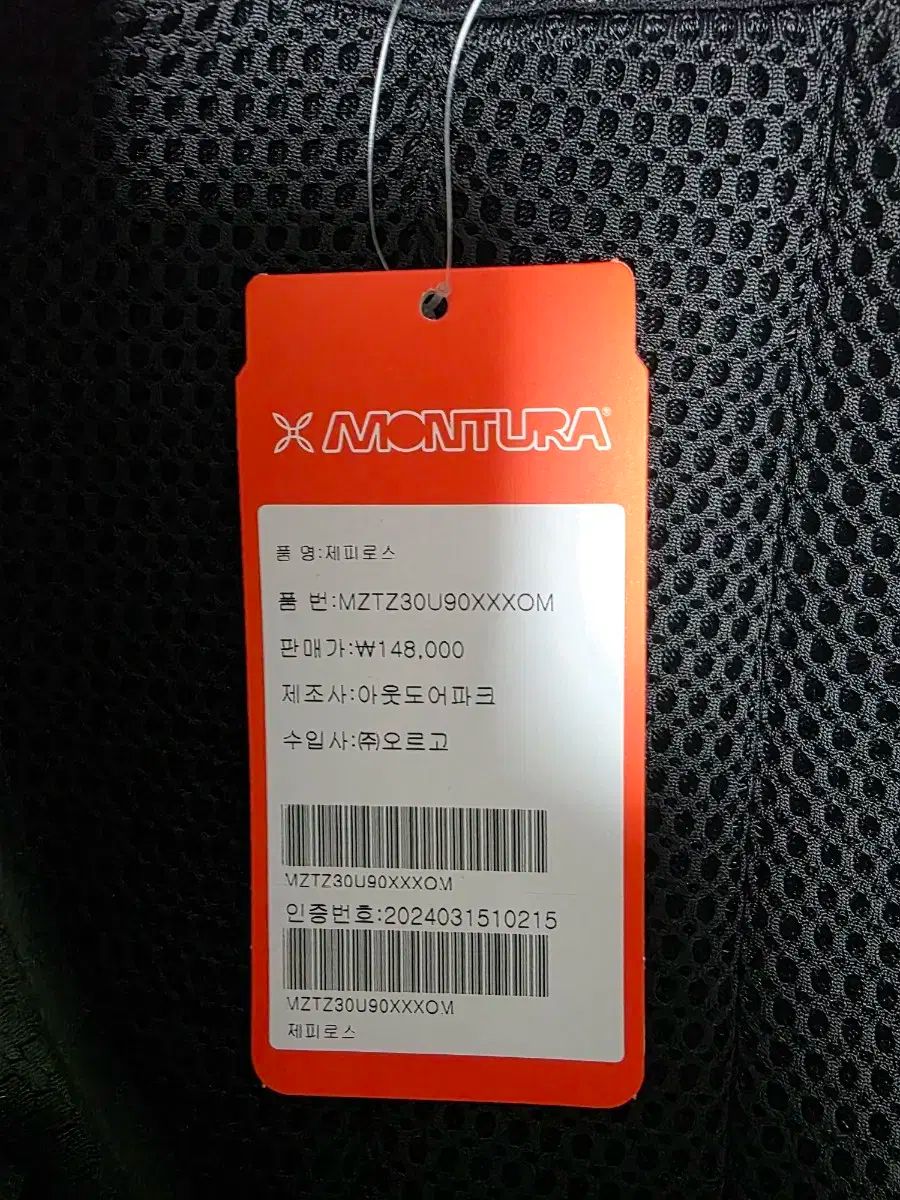 MONTURA®
품 명:제피로스
품 번:MZTZ30U90XXXOM
판매가:₩148,000
제조사:아웃도어파크
수입사:㈜오르고
MZTZ30U90XXXOM
인증번호:2024031510215
MZTZ30U90XXXOM
제피로스